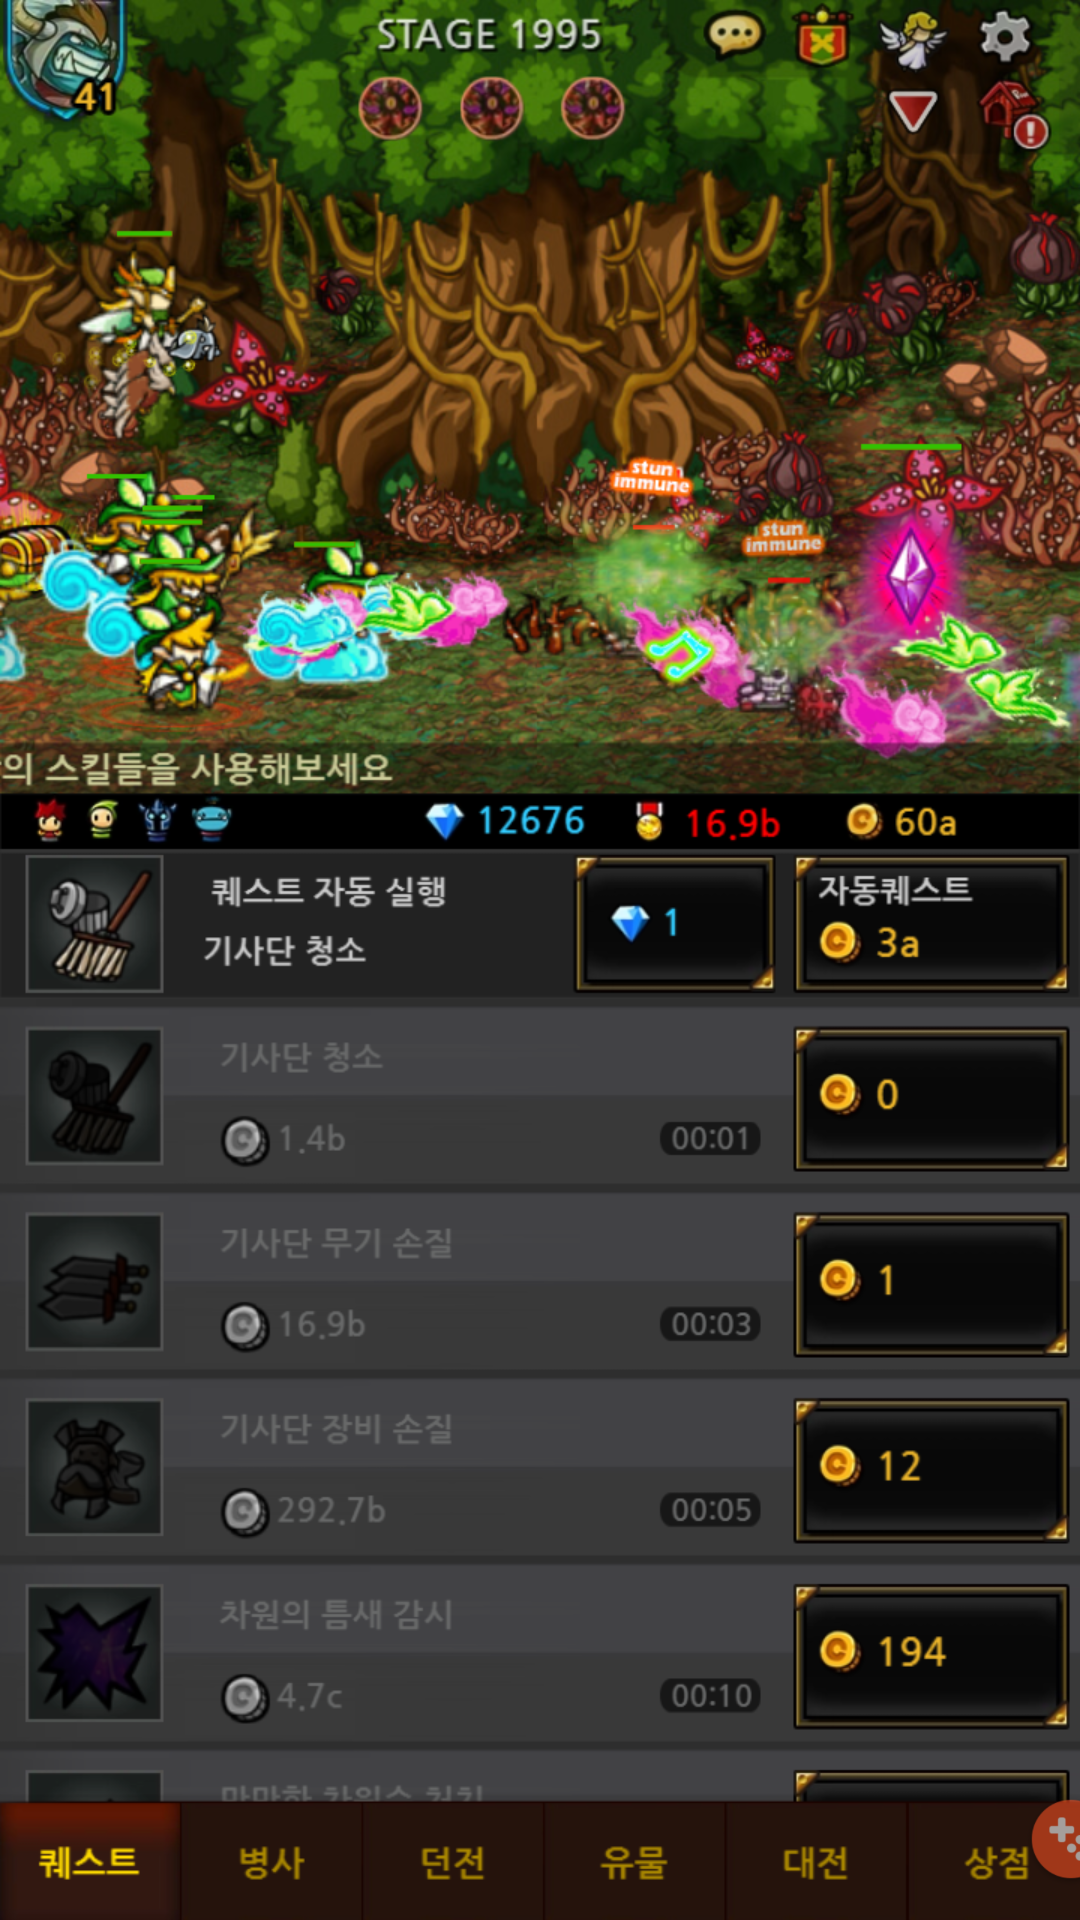 STAGE 1995
41
stun
immune
stun
immune
의 스킬들을 사용해보세요
12676
16.9b
60a
퀘스트 자동 실행
기사단 청소
1
자동퀘스트
3a
기사단 청소
1.4b
00:01
0
기사단 무기 손질
16.9b
00:03
1
기사단 장비 손질
292.7b
00:05
12
차원의 틈새 감시
4.7c
00:10
194
퀘스트
병사
던전
유물
대전
상점